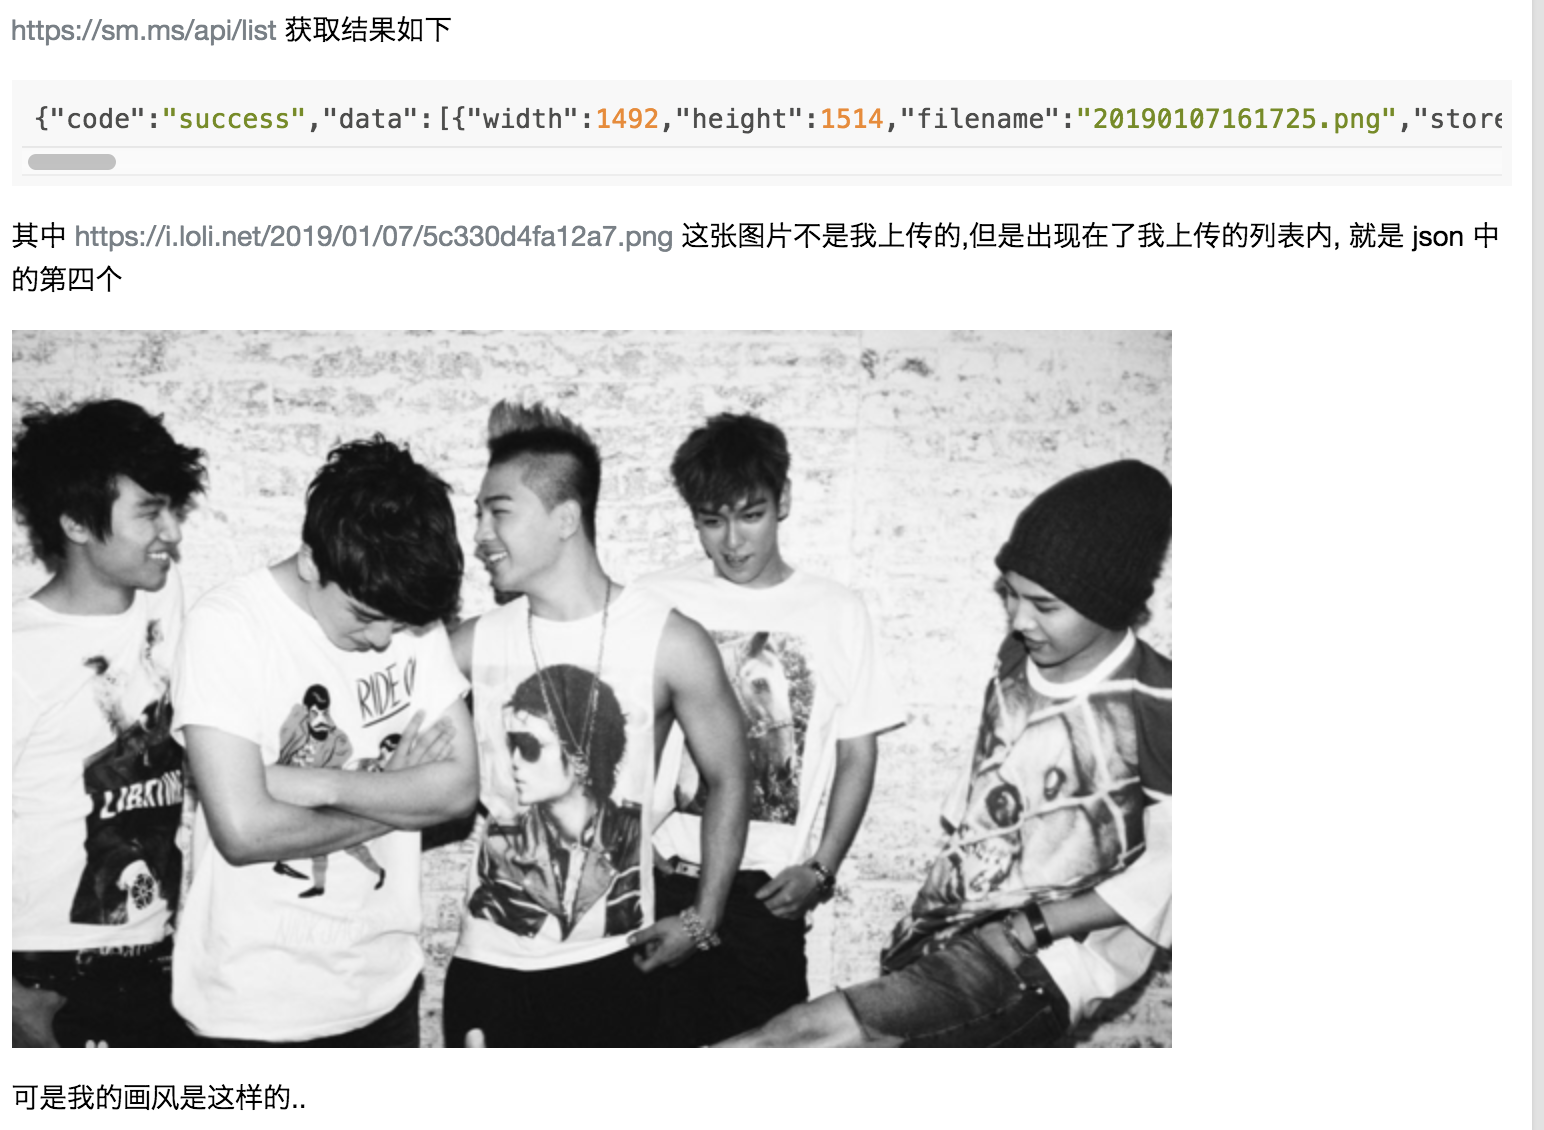 https://sm.ms/api/list 获取结果如下
{"code":"success","data":[{"width":1492,"height":1514,"filename":"20190107161725.png","store
其中 https://i.loli.net/2019/01/07/5c330d4fa12a7.png 这张图片不是我上传的,但是出现在了我上传的列表内, 就是 json 中
的第四个
RIDE
可是我的画风是这样的..